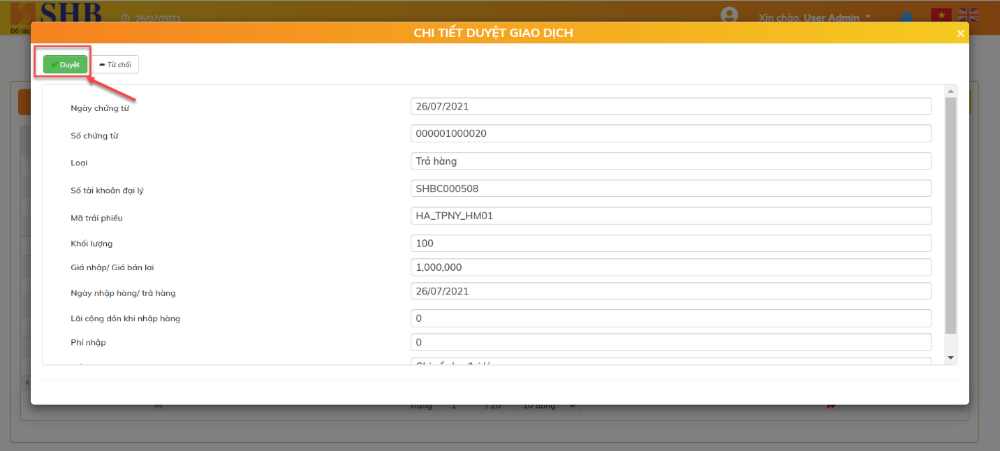 SHB
Đối tác
26/07/2021
Xin chào, User Admin
CHI TIẾT DUYỆT GIAO DỊCH
×
Duyệt
Từ chối
Ngày chứng từ
26/07/2021
Số chứng từ
000001000020
Loại
Trả hàng
Số tài khoản đại lý
SHBC000508
Mã trái phiếu
HA_TPNY_HM01
Khối lượng
100
Giá nhập/ Giá bán lại
1,000,000
Ngày nhập hàng/ trả hàng
26/07/2021
Lãi cộng dồn khi nhập hàng
0
Phí nhập
0
Trang 1 / 20 10 dòng